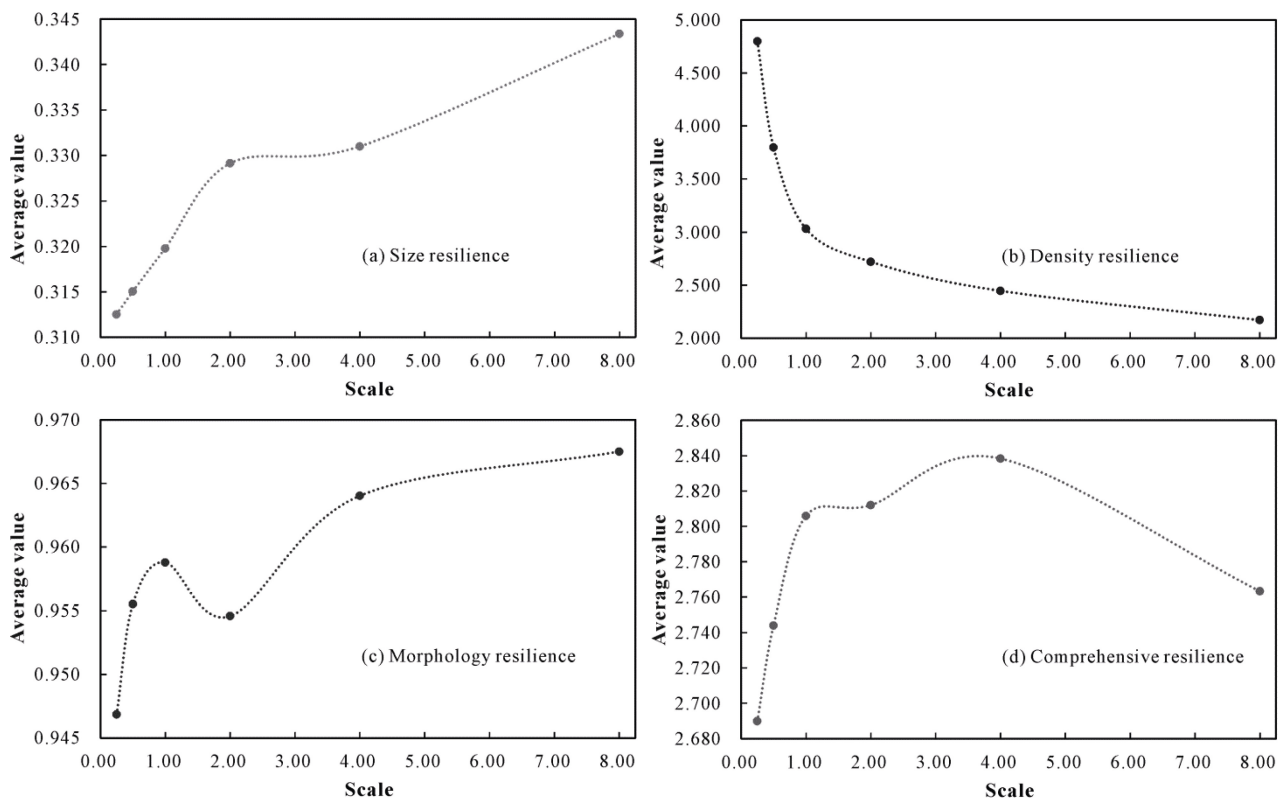 0.345
0.340
0.335
0.330
0.325
0.320
0.315
0.310
Average value
(a) Size resilience
0.00 1.00 2.00 3.00 4.00 5.00 6.00 7.00 8.00
Scale
5.000
4.500
4.000
3.500
3.000
2.500
2.000
Average value
(b) Density resilience
0.00 1.00 2.00 3.00 4.00 5.00 6.00 7.00 8.00
Scale
0.970
0.965
0.960
0.955
0.950
0.945
Average value
(c) Morphology resilience
0.00 1.00 2.00 3.00 4.00 5.00 6.00 7.00 8.00
Scale
2.860
2.840
2.820
2.800
2.780
2.760
2.740
2.720
2.700
2.680
Average value
(d) Comprehensive resilience
0.00 1.00 2.00 3.00 4.00 5.00 6.00 7.00 8.00
Scale